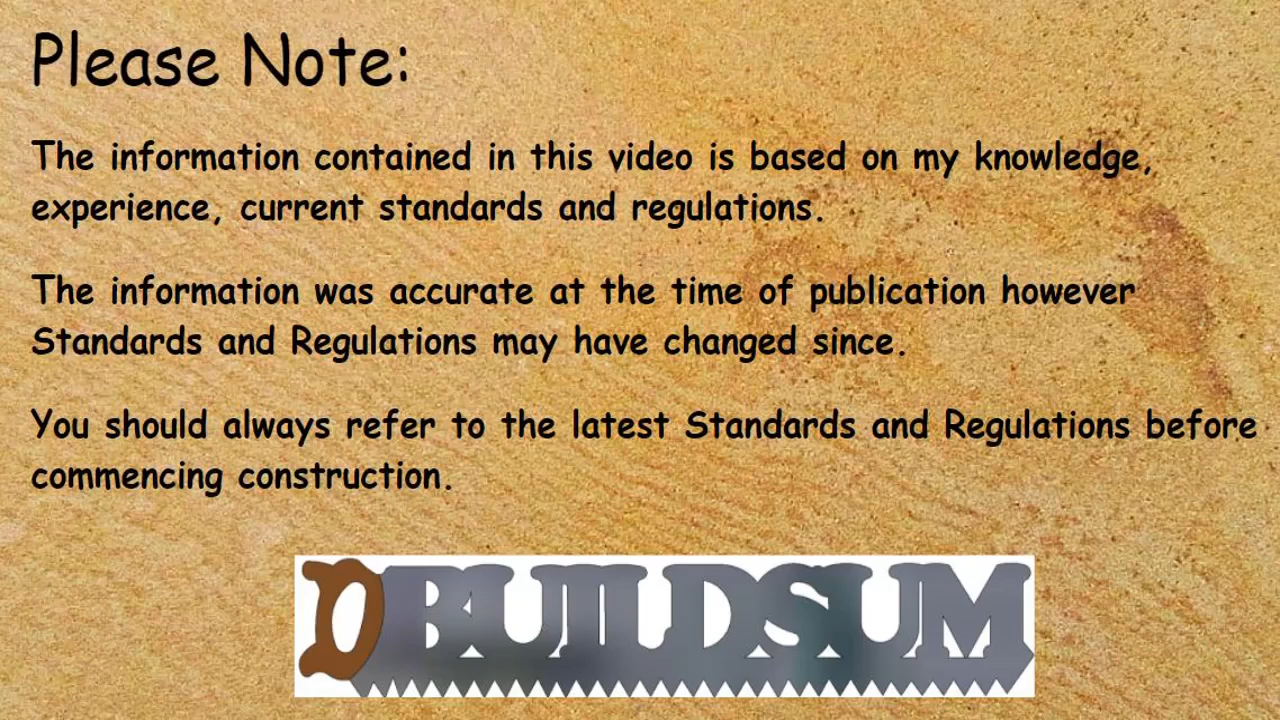 Please Note:
The information contained in this video is based on my knowledge,
experience, current standards and regulations.
The information was accurate at the time of publication however
Standards and Regulations may have changed since.
You should always refer to the latest Standards and Regulations before
commencing construction.
BUILDSUM